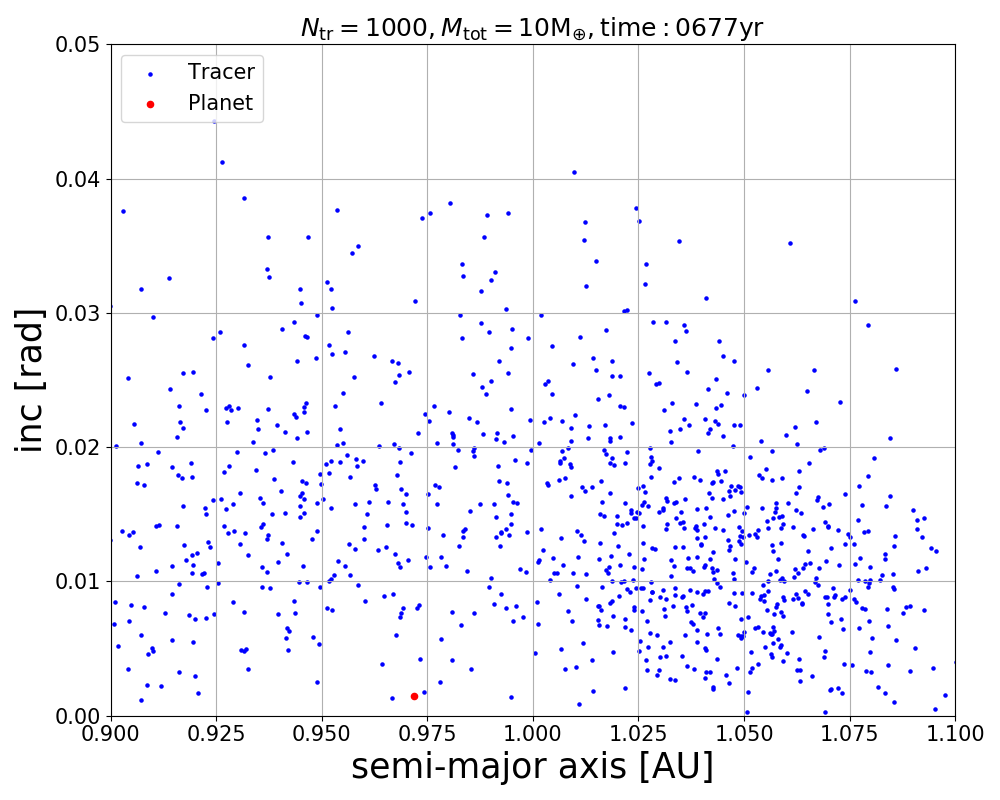 N_tr = 1000, M_tot = 10M_⊕, time : 0677yr
0.05
Tracer
Planet
0.04
0.03
0.02
0.01
0.00
inc [rad]
0.900 0.925 0.950 0.975 1.000 1.025 1.050 1.075 1.100
semi-major axis [AU]